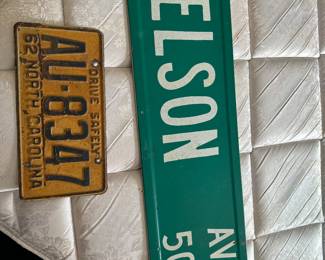 DRIVE SAFELY
AU-8347
62 NORTH CAROLINA
ELSON
AV
50